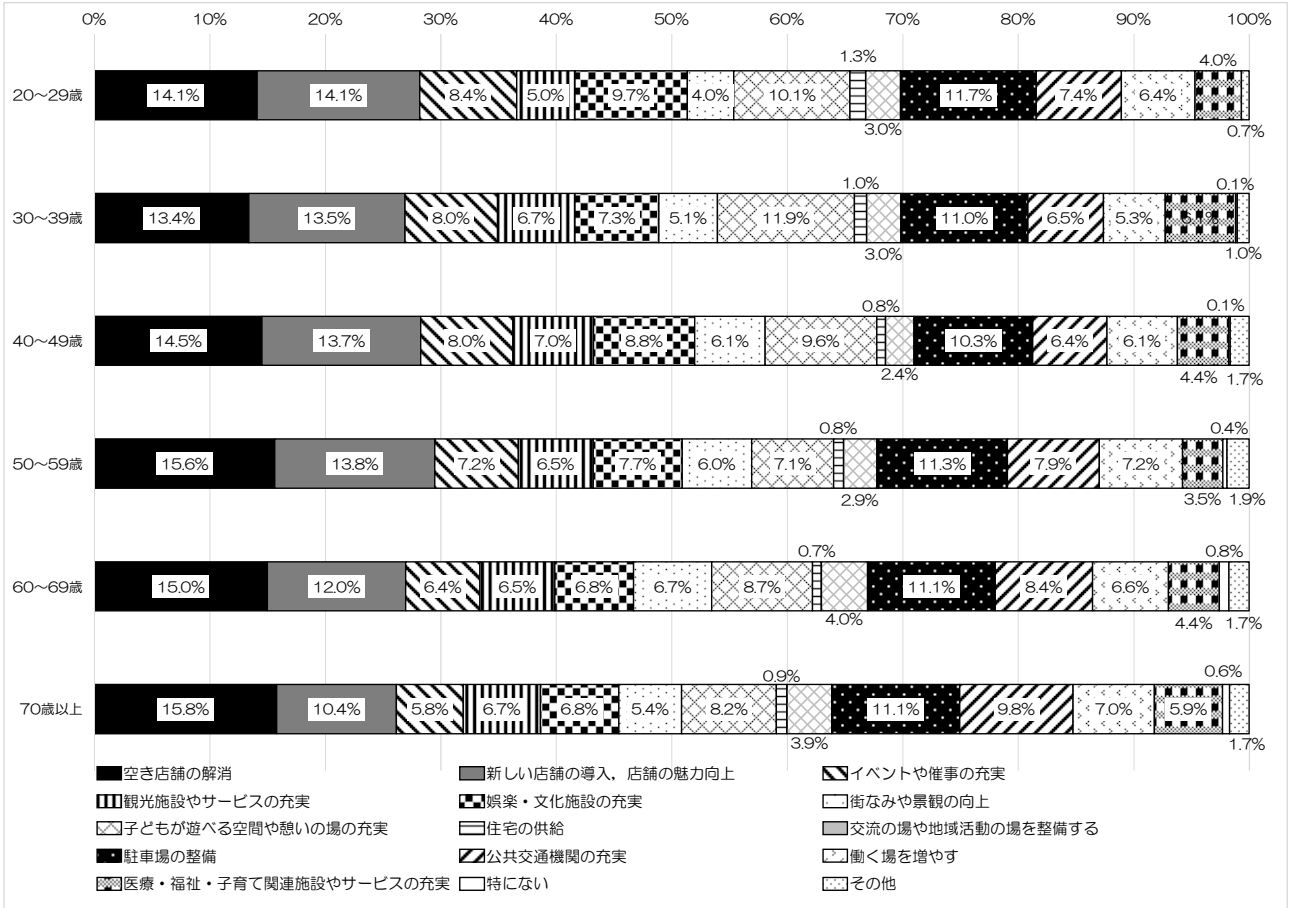 0% 10% 20% 30% 40% 50% 60% 70% 80% 90% 100%
1.3% 4.0%
20～29歳 14.1% 14.1% 8.4% 5.0% 9.7% 4.0% 10.1% 11.7% 7.4% 6.4%
3.0% 0.7%
1.0% 0.1%
30～39歳 13.4% 13.5% 8.0% 6.7% 7.3% 5.1% 11.9% 11.0% 6.5% 5.3%
3.0% 1.0%
0.8% 0.1%
40～49歳 14.5% 13.7% 8.0% 7.0% 8.8% 6.1% 9.6% 10.3% 6.4% 6.1%
2.4% 4.4% 1.7%
0.8% 0.4%
50～59歳 15.6% 13.8% 7.2% 6.5% 7.7% 6.0% 7.1% 11.3% 7.9% 7.2%
2.9% 3.5% 1.9%
0.7% 0.8%
60～69歳 15.0% 12.0% 6.4% 6.5% 6.8% 6.7% 8.7% 11.1% 8.4% 6.6%
4.0% 4.4% 1.7%
0.9% 0.6%
70歳以上 15.8% 10.4% 5.8% 6.7% 6.8% 5.4% 8.2% 11.1% 9.8% 7.0% 5.9%
3.9% 1.7%
空き店舗の解消 新しい店舗の導入，店舗の魅力向上 イベントや催事の充実
観光施設やサービスの充実 娯楽・文化施設の充実 街なみや景観の向上
子どもが遊べる空間や憩いの場の充実 住宅の供給 交流の場や地域活動の場を整備する
駐車場の整備 公共交通機関の充実 働く場を増やす
医療・福祉・子育て関連施設やサービスの充実 特にない その他